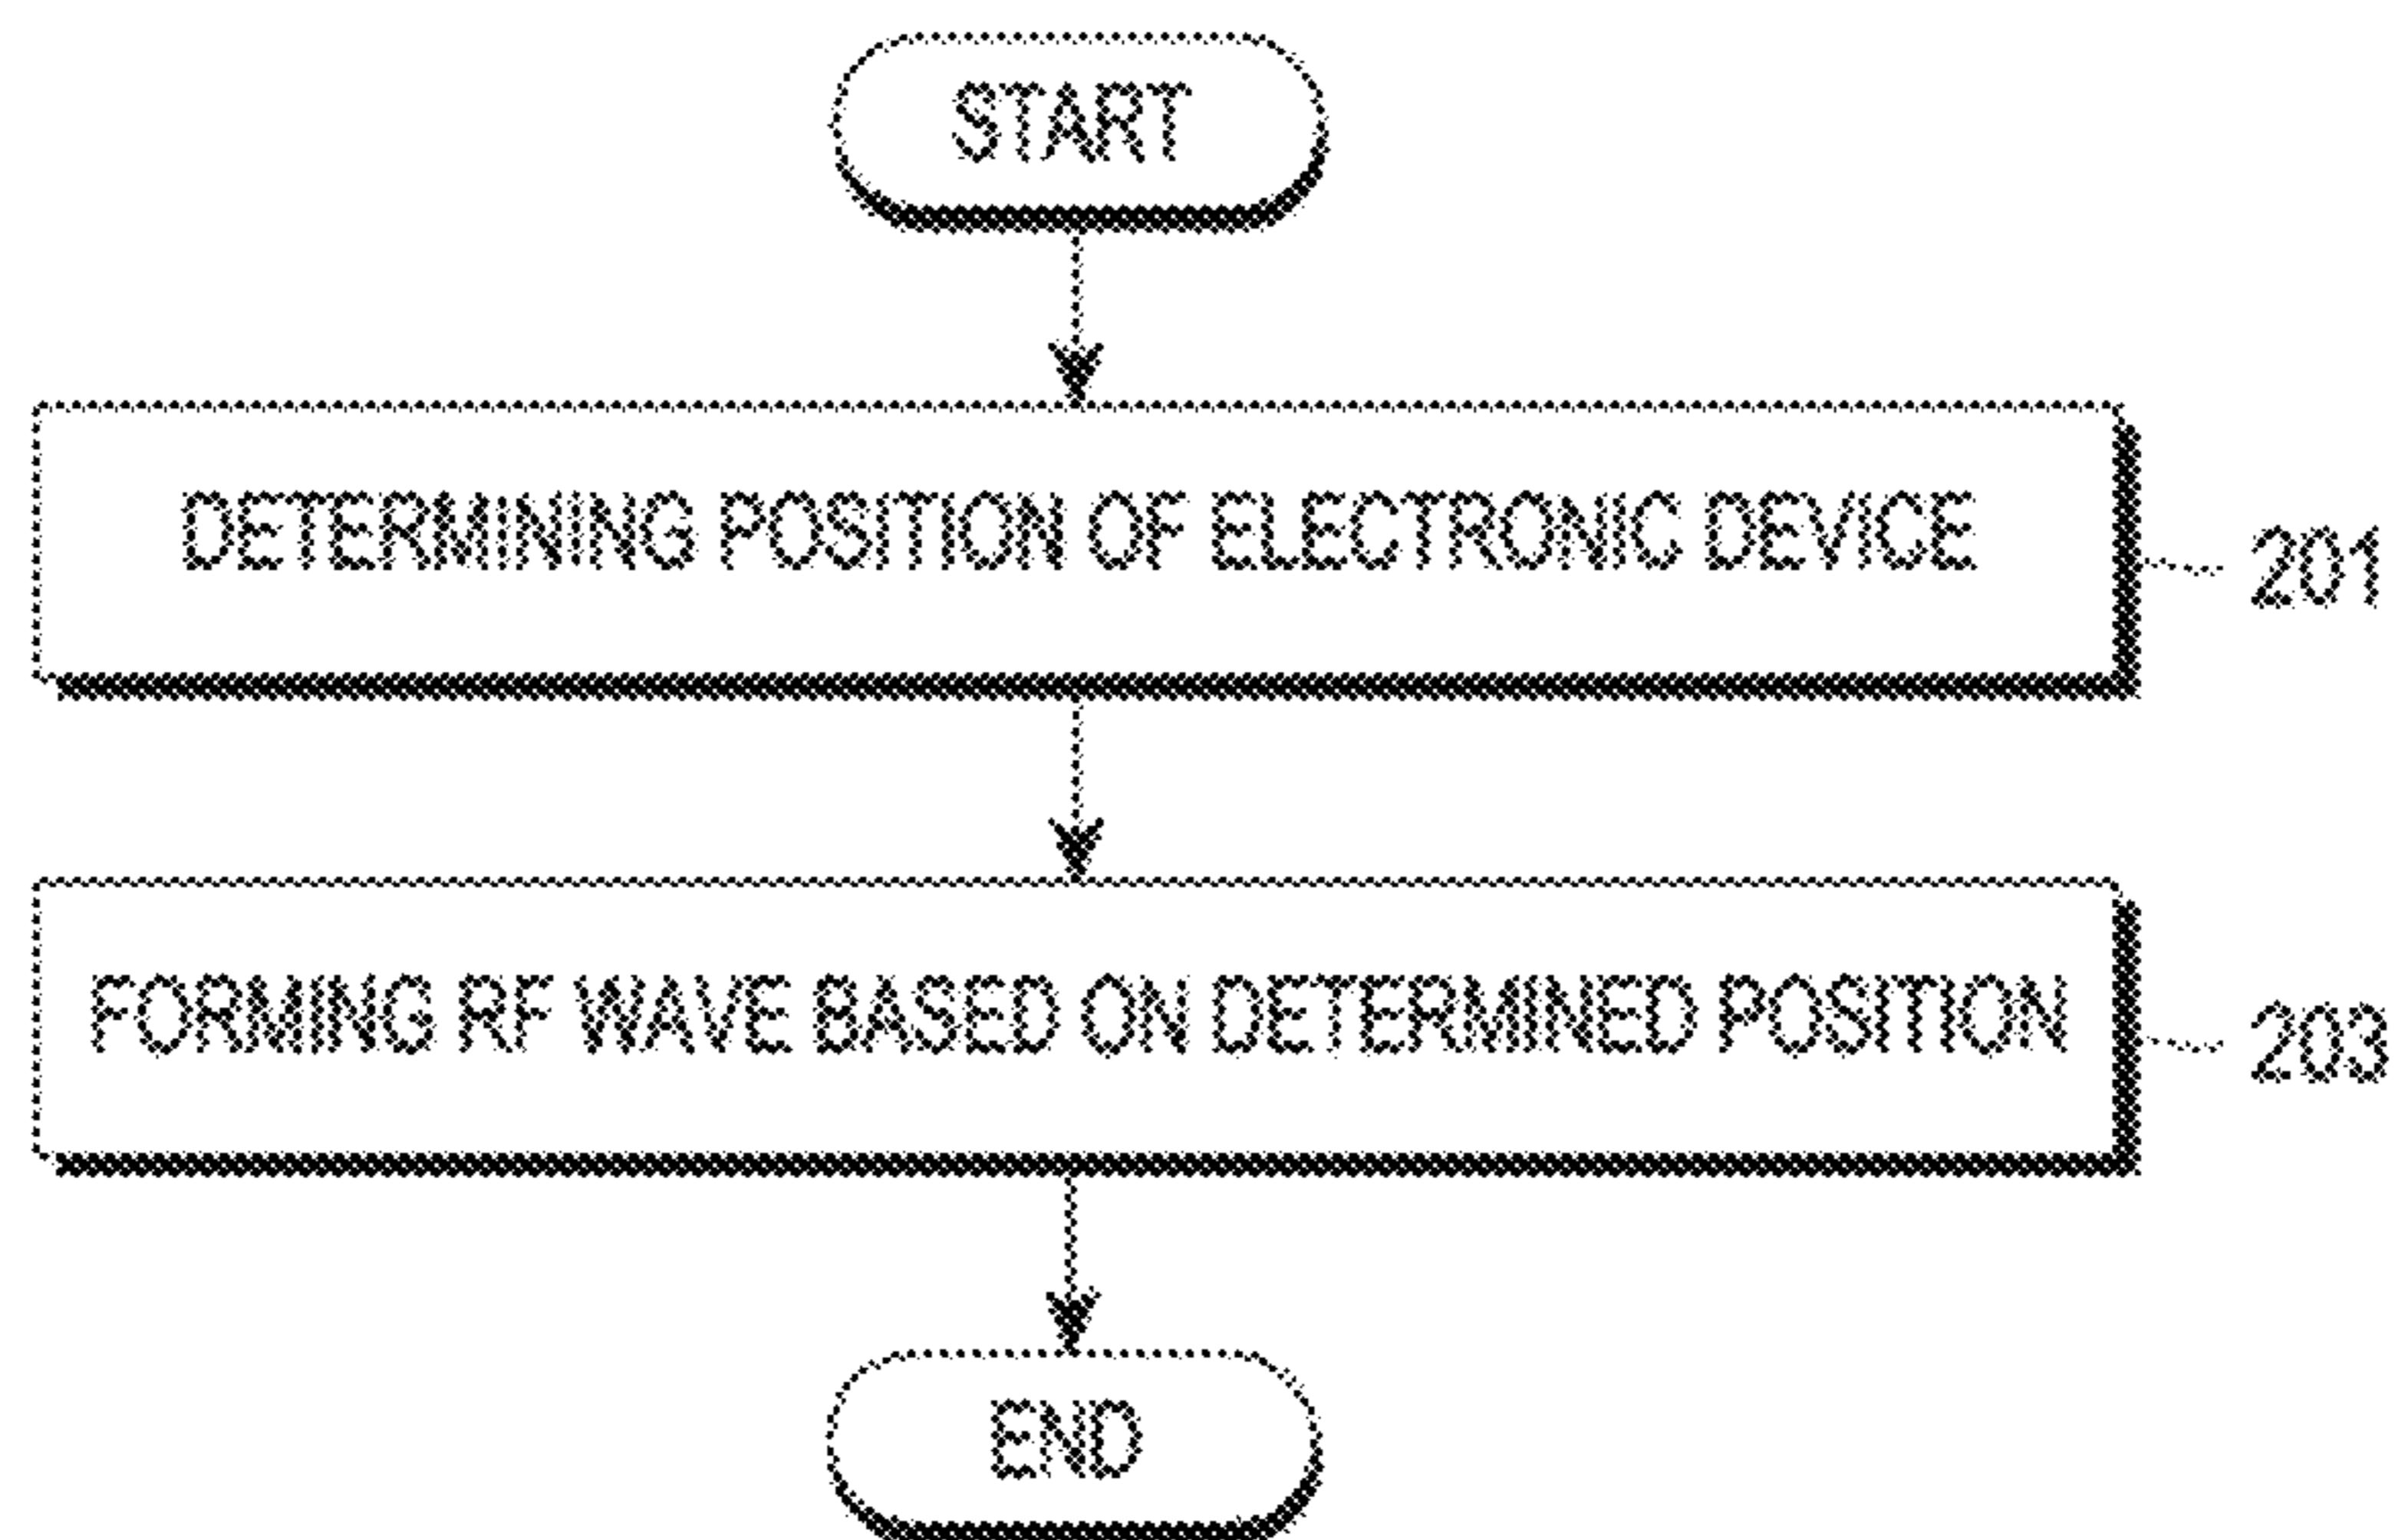 START
DETERMINING POSITION OF ELECTRONIC DEVICE
201
FORMING RF WAVE BASED ON DETERMINED POSITION
203
END